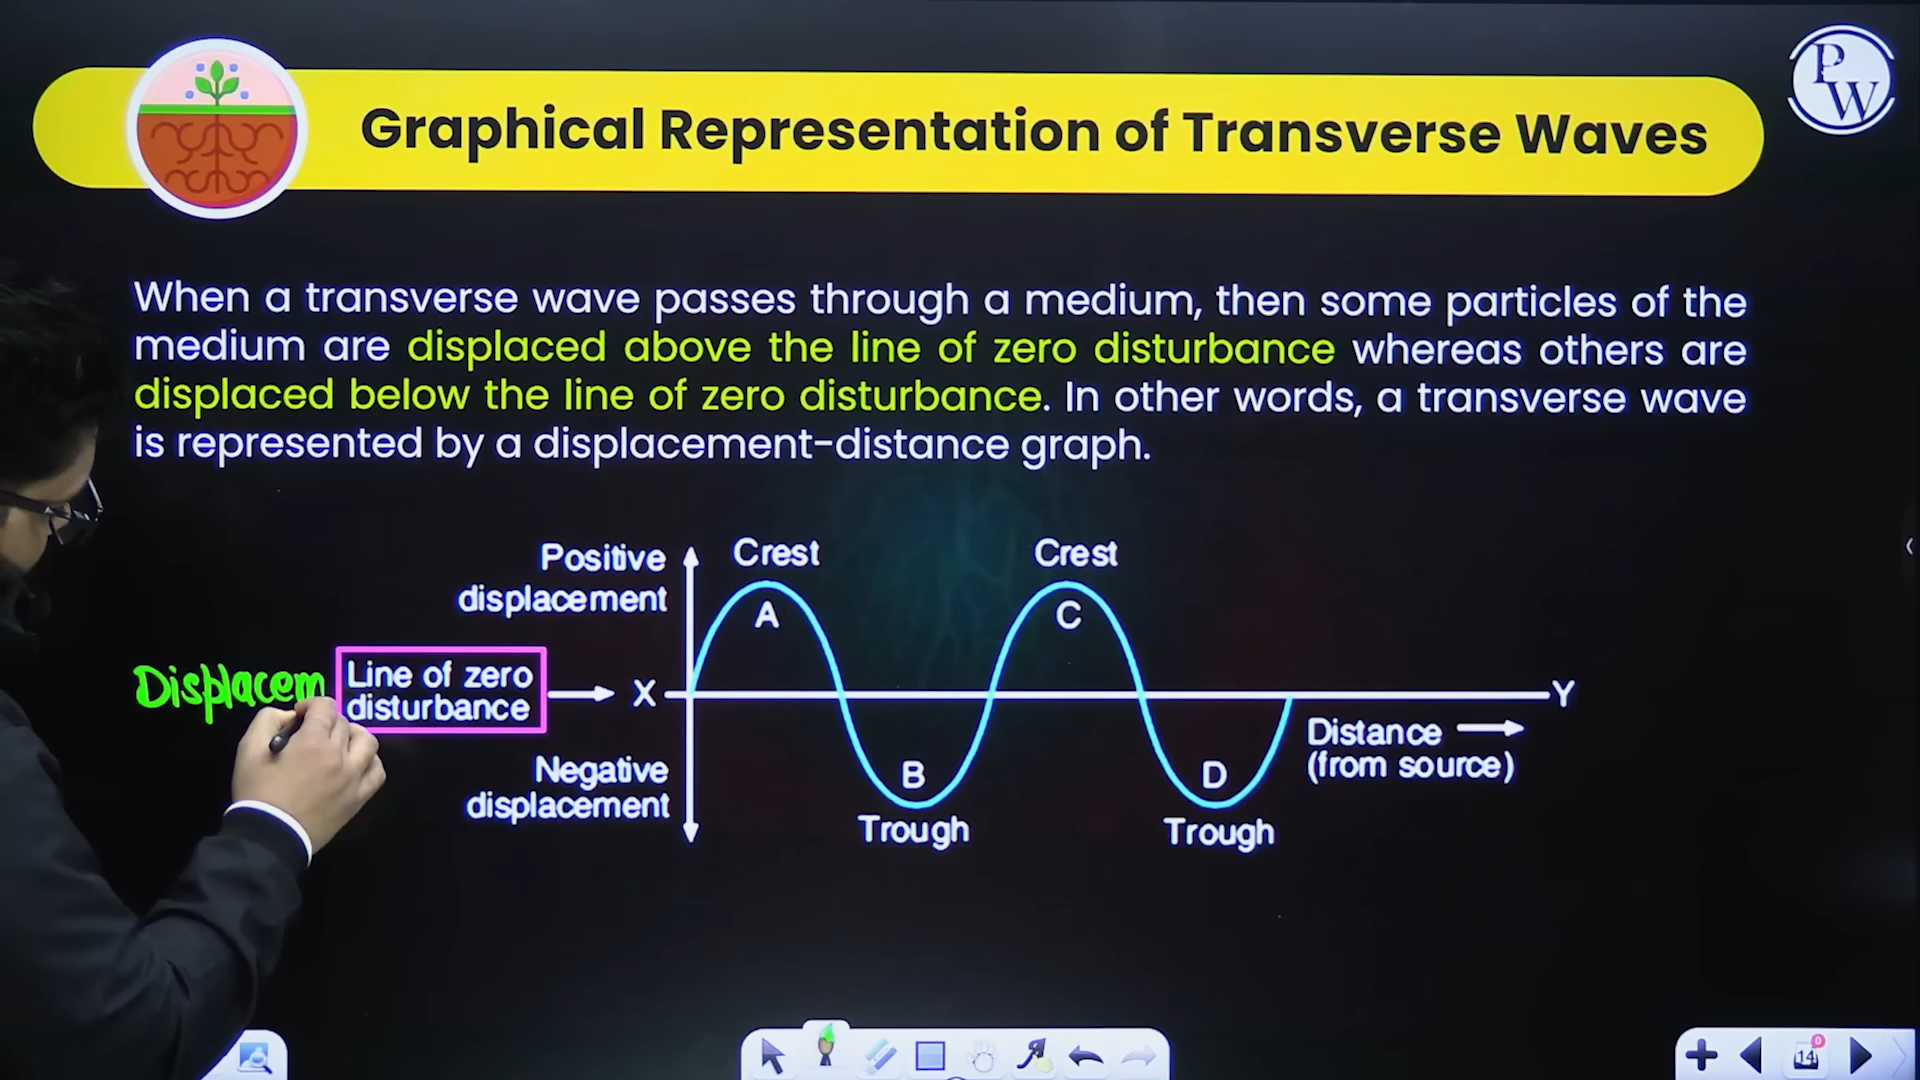 P
W
Graphical Representation of Transverse Waves
When a transverse wave passes through a medium, then some particles of the
medium are displaced above the line of zero disturbance whereas others are
displaced below the line of zero disturbance. In other words, a transverse wave
is represented by a displacement-distance graph.
Positive
displacement
Crest
Crest
A
C
Displacem
Line of zero
disturbance
X
Y
Distance
(from source)
Negative
displacement
B
D
Trough
Trough
14
0